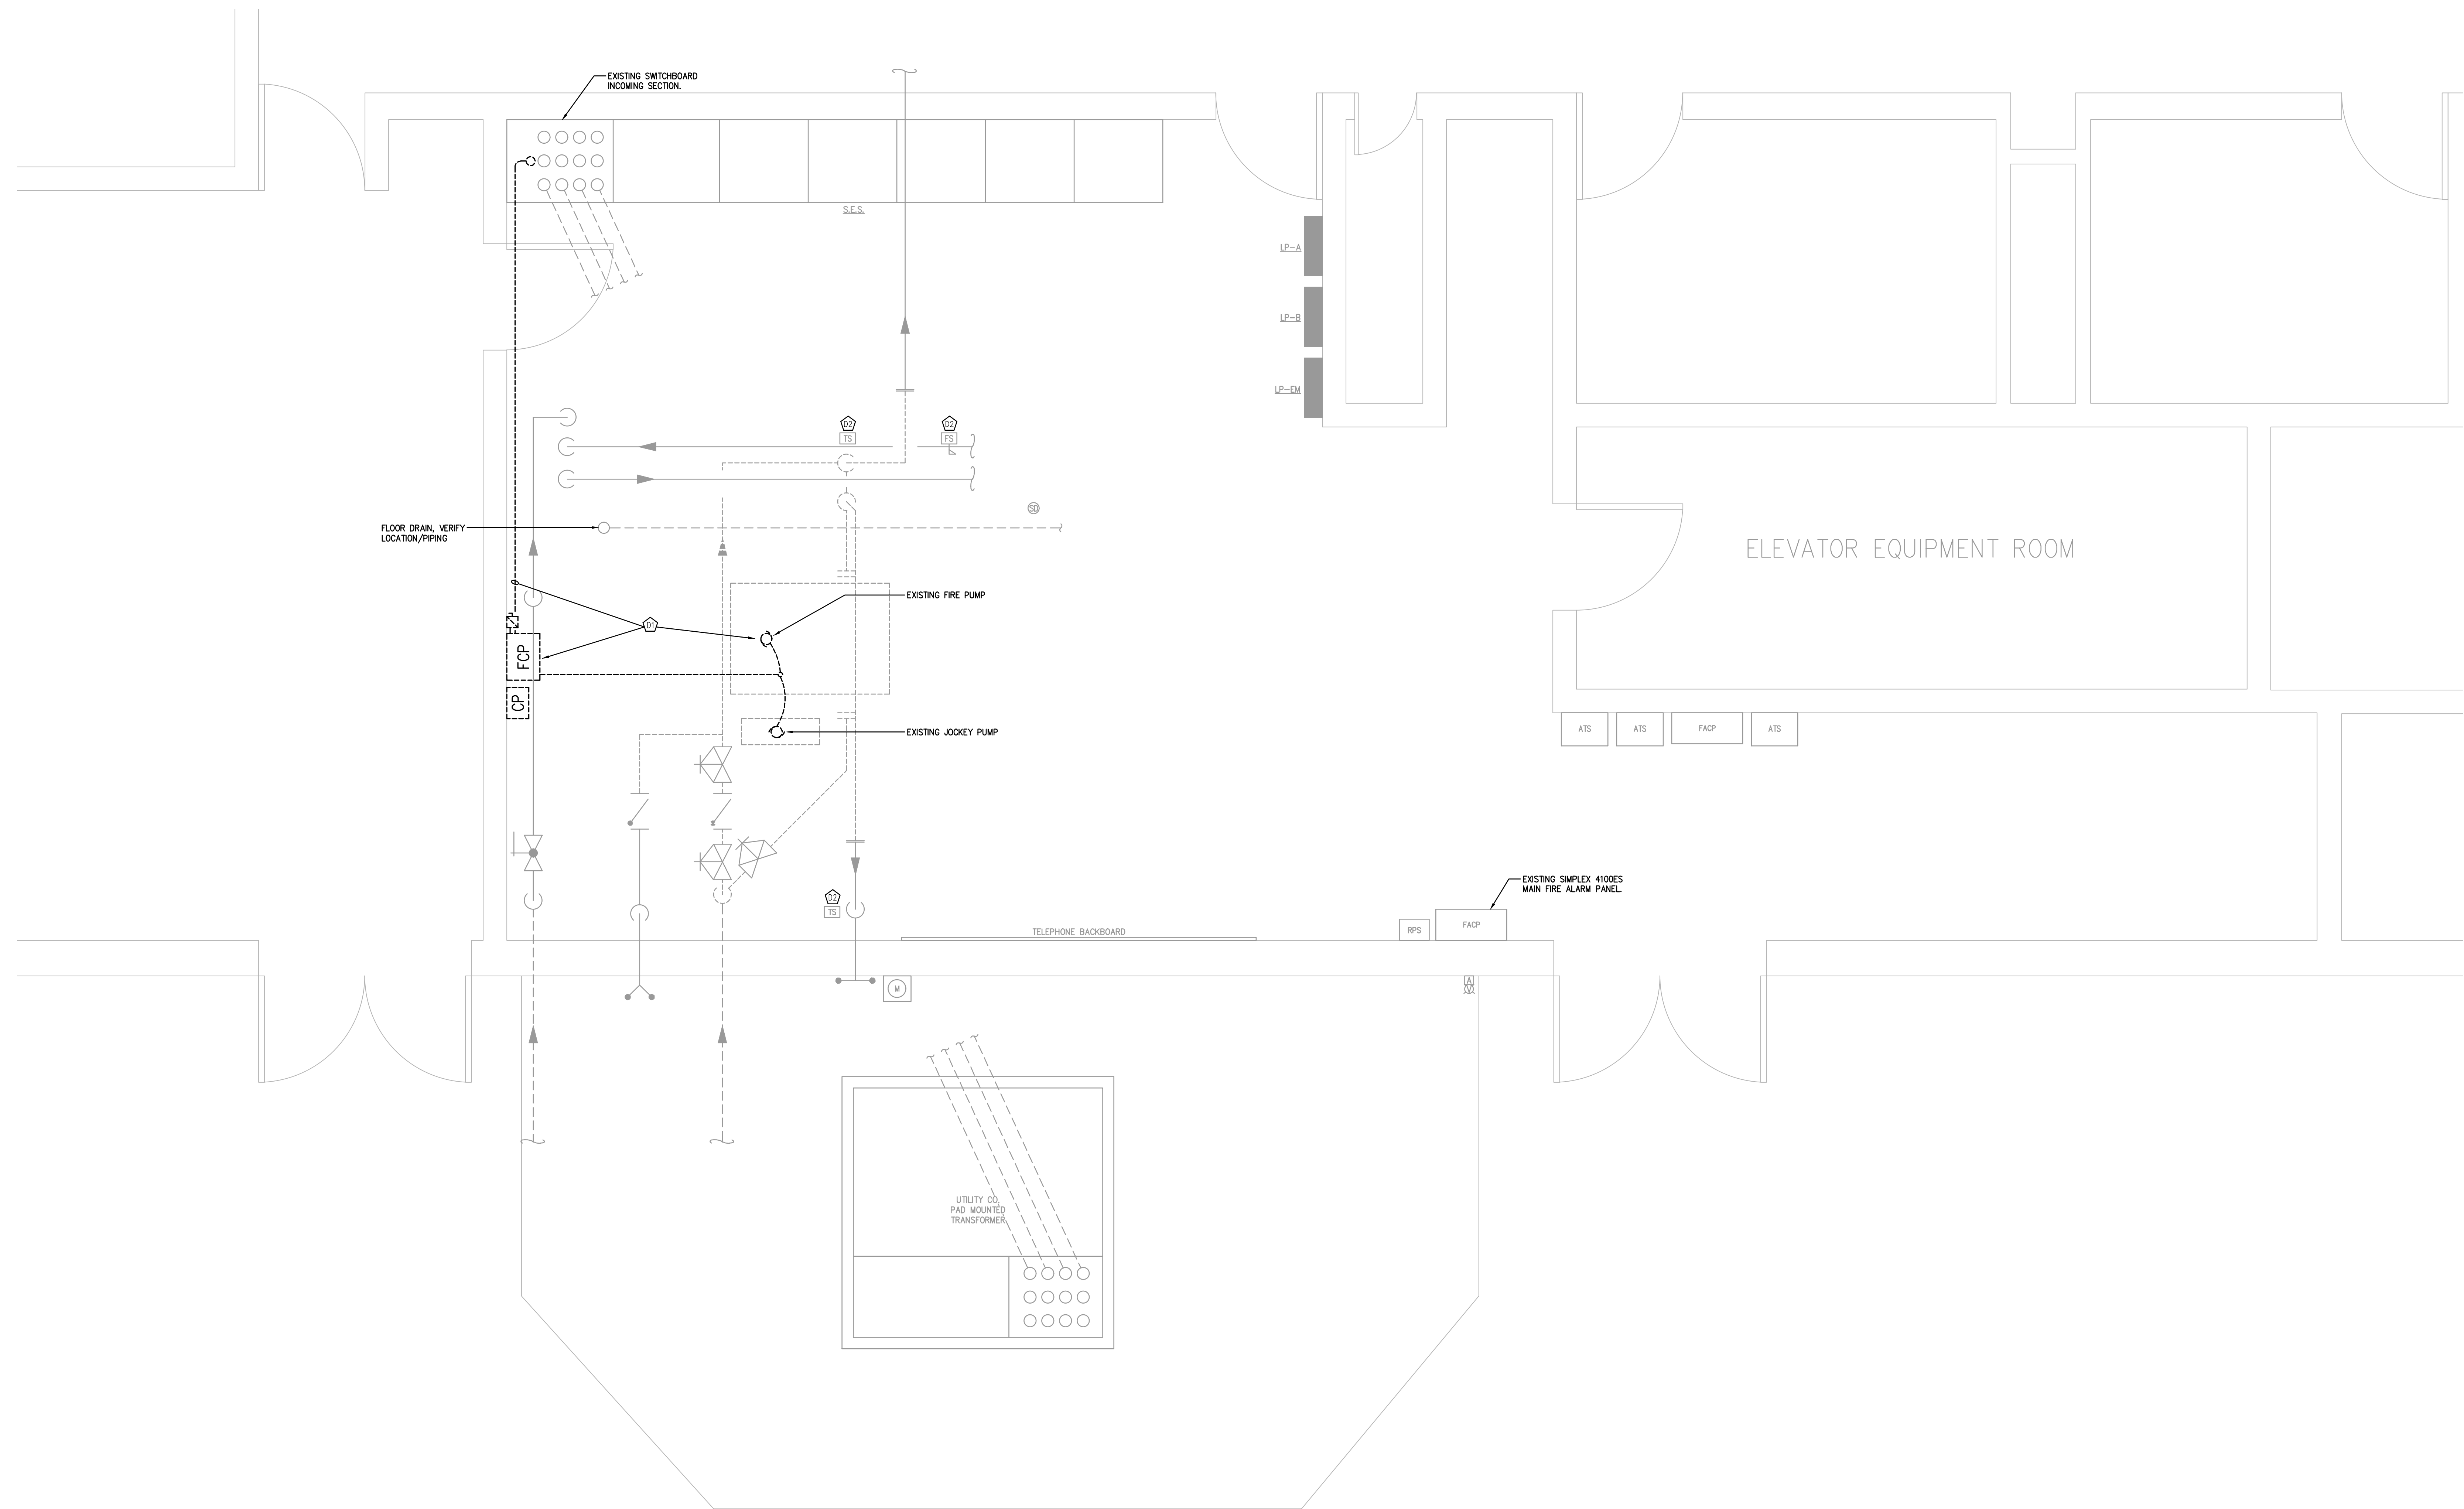 EXISTING SWITCHBOARD
INCOMING SECTION.
S.E.S.
LP-A
LP-B
LP-EM
D2
TS
D2
FS
SD
FLOOR DRAIN, VERIFY
LOCATION/PIPING
ELEVATOR EQUIPMENT ROOM
EXISTING FIRE PUMP
D1
FCP
CP
EXISTING JOCKEY PUMP
ATS
ATS
FACP
ATS
EXISTING SIMPLEX 4100ES
MAIN FIRE ALARM PANEL.
D2
TS
TELEPHONE BACKBOARD
RPS
FACP
M
A
V
UTILITY CO.
PAD MOUNTED
TRANSFORMER